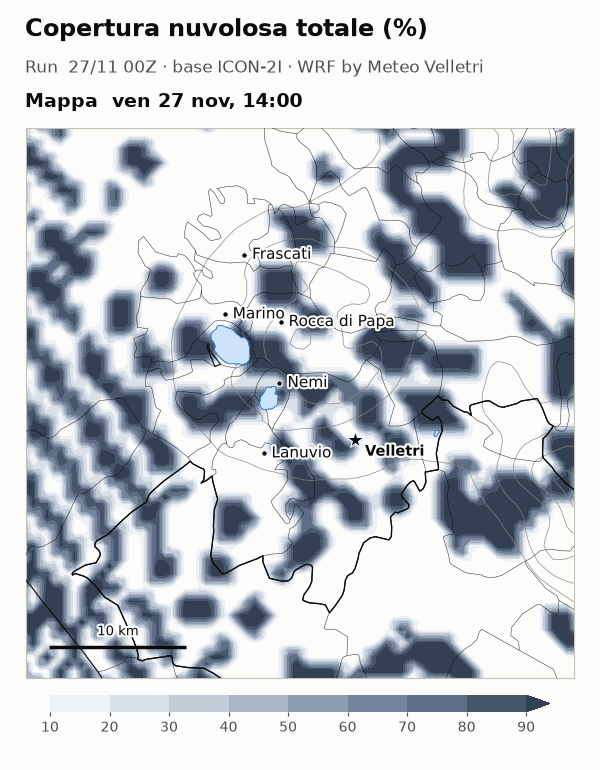 Copertura nuvolosa totale (%)
Run  27/11 00Z · base ICON-2I · WRF by Meteo Velletri
Mappa  ven 27 nov, 14:00
Frascati
Marino
Rocca di Papa
Nemi
Velletri
Lanuvio
10 km
10 20 30 40 50 60 70 80 90